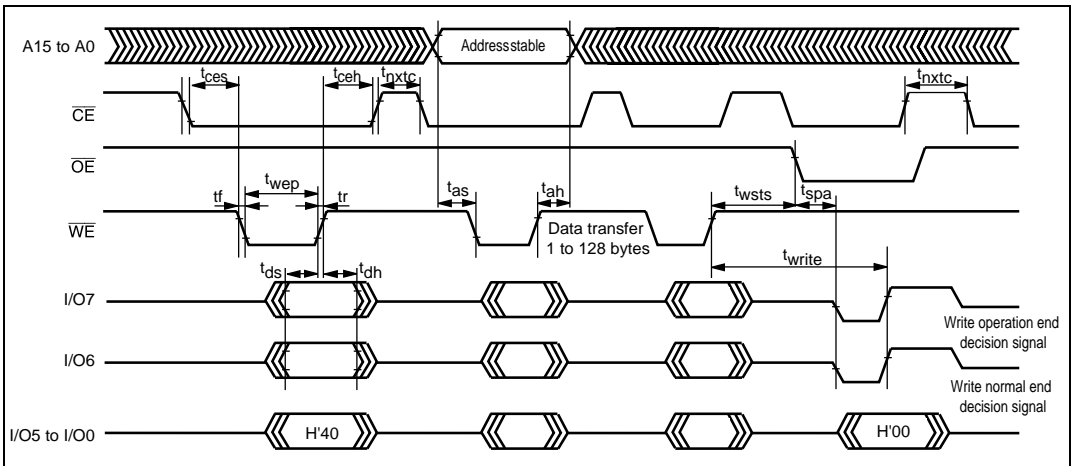 A15 to A0
Address stable
tces
tceh
tnxtc
tnxtc
CE
OE
twep
tf
tr
tas
tah
twsts
tspa
WE
Data transfer
1 to 128 bytes
twrite
tds
tdh
I/O7
Write operation end
decision signal
I/O6
Write normal end
decision signal
I/O5 to I/O0
H'40
H'00